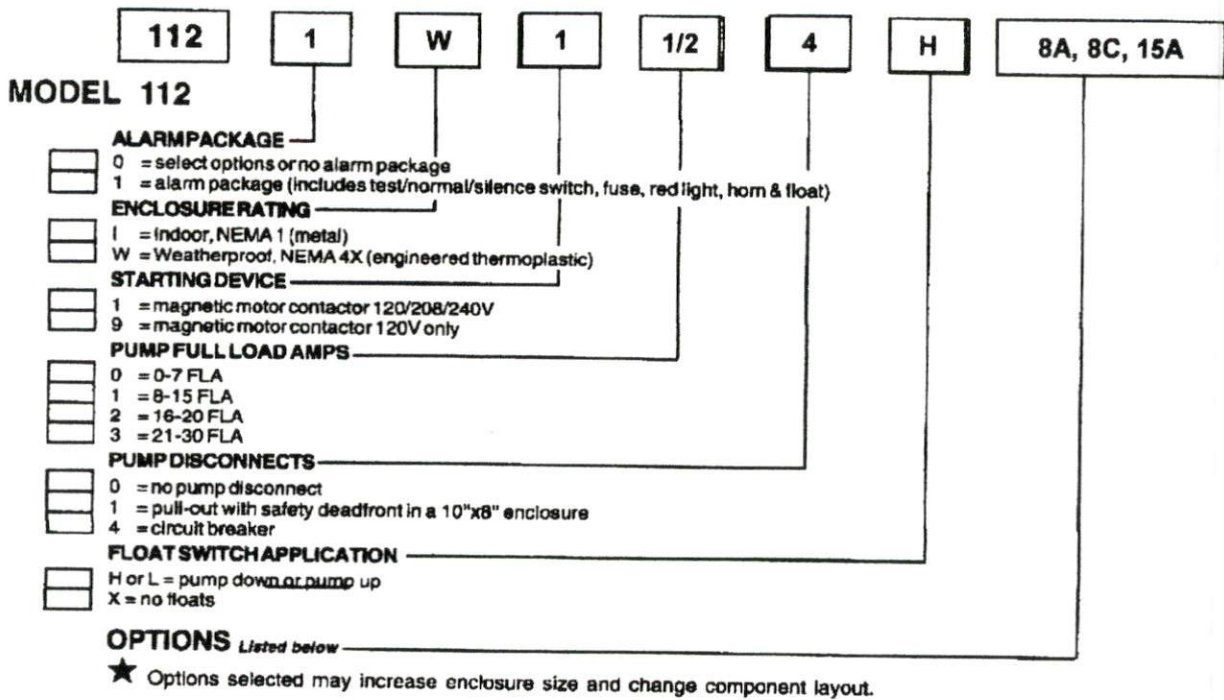 112 1 W 1 1/2 4 H 8A, 8C, 15A
MODEL 112
ALARM PACKAGE
0 = select options or no alarm package
1 = alarm package (includes test/normal/silence switch, fuse, red light, horn & float)
ENCLOSURE RATING
I = Indoor, NEMA 1 (metal)
W = Weatherproof, NEMA 4X (engineered thermoplastic)
STARTING DEVICE
1 = magnetic motor contactor 120/208/240V
9 = magnetic motor contactor 120V only
PUMP FULL LOAD AMPS
0 = 0-7 FLA
1 = 8-15 FLA
2 = 16-20 FLA
3 = 21-30 FLA
PUMP DISCONNECTS
0 = no pump disconnect
1 = pull-out with safety deadfront in a 10"x8" enclosure
4 = circuit breaker
FLOAT SWITCH APPLICATION
H or L = pump down or pump up
X = no floats
OPTIONS Listed below
★ Options selected may increase enclosure size and change component layout.